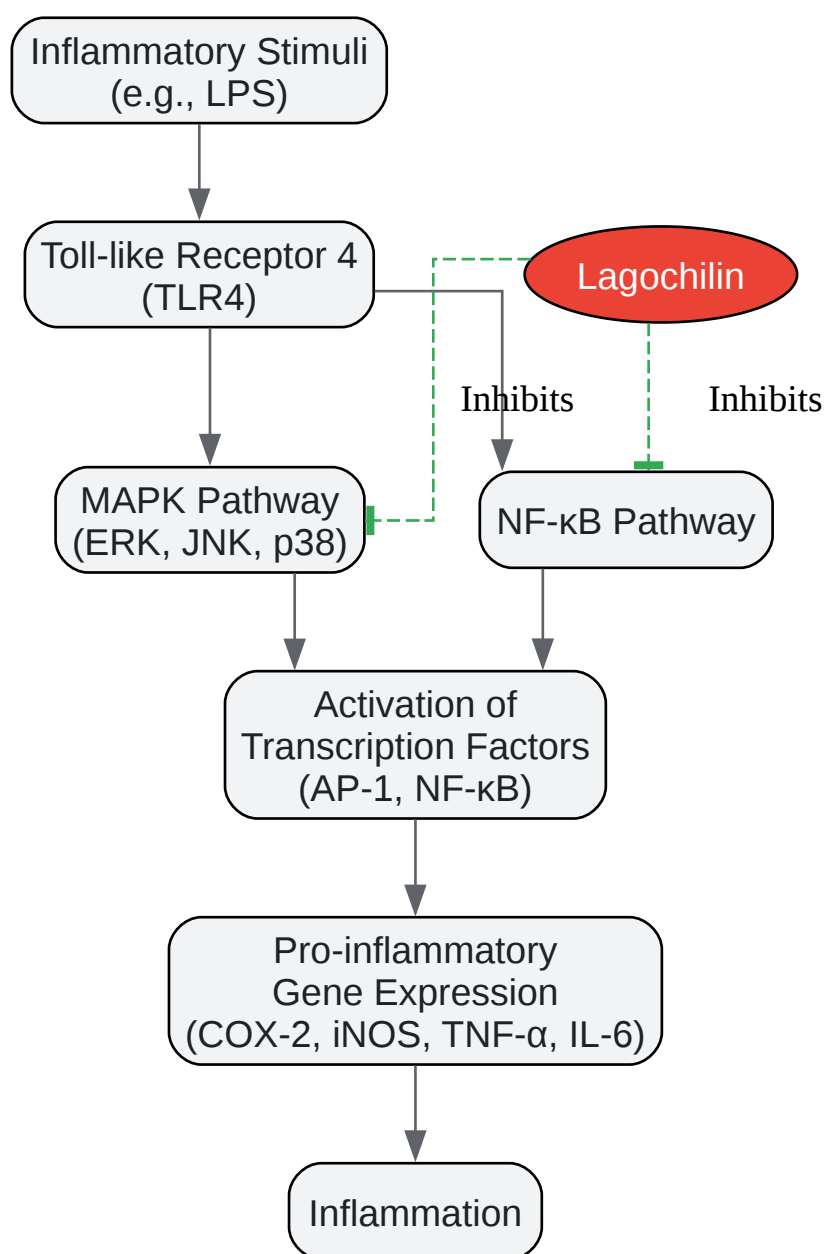 Inflammatory Stimuli
(e.g., LPS)
Toll-like Receptor 4
(TLR4)
Lagochilin
Inhibits
Inhibits
MAPK Pathway
(ERK, JNK, p38)
NF-κB Pathway
Activation of
Transcription Factors
(AP-1, NF-κB)
Pro-inflammatory
Gene Expression
(COX-2, iNOS, TNF-α, IL-6)
Inflammation